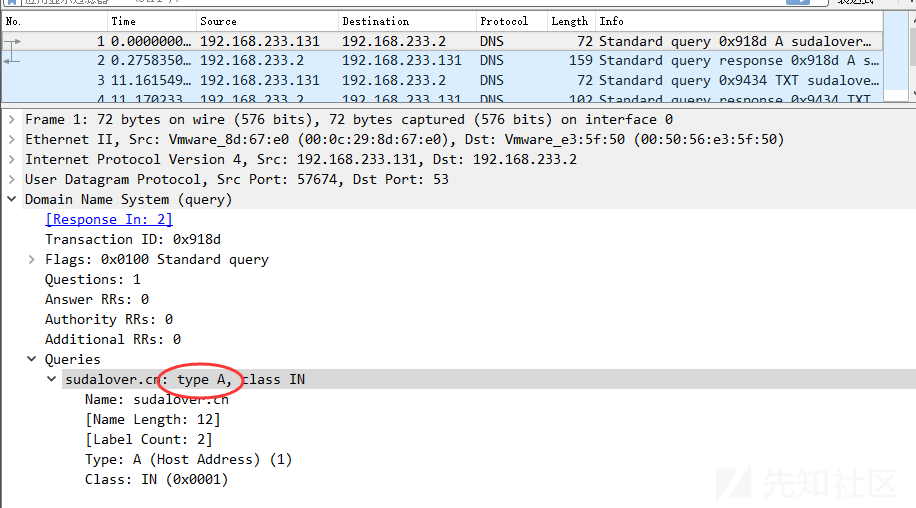 No. Time Source Destination Protocol Length Info
1 0.0000000… 192.168.233.131 192.168.233.2 DNS 72 Standard query 0x918d A sudalover…
2 0.2758350… 192.168.233.2 192.168.233.131 DNS 159 Standard query response 0x918d A s…
3 11.161549… 192.168.233.131 192.168.233.2 DNS 72 Standard query 0x9434 TXT sudalove…
4 11.170233… 192.168.233.2 192.168.233.131 DNS 102 Standard query response 0x9434 TXT
Frame 1: 72 bytes on wire (576 bits), 72 bytes captured (576 bits) on interface 0
Ethernet II, Src: Vmware_8d:67:e0 (00:0c:29:8d:67:e0), Dst: Vmware_e3:5f:50 (00:50:56:e3:5f:50)
Internet Protocol Version 4, Src: 192.168.233.131, Dst: 192.168.233.2
User Datagram Protocol, Src Port: 57674, Dst Port: 53
Domain Name System (query)
[Response In: 2]
Transaction ID: 0x918d
Flags: 0x0100 Standard query
Questions: 1
Answer RRs: 0
Authority RRs: 0
Additional RRs: 0
Queries
sudalover.cn: type A, class IN
Name: sudalover.cn
[Name Length: 12]
[Label Count: 2]
Type: A (Host Address) (1)
Class: IN (0x0001)
先知社区